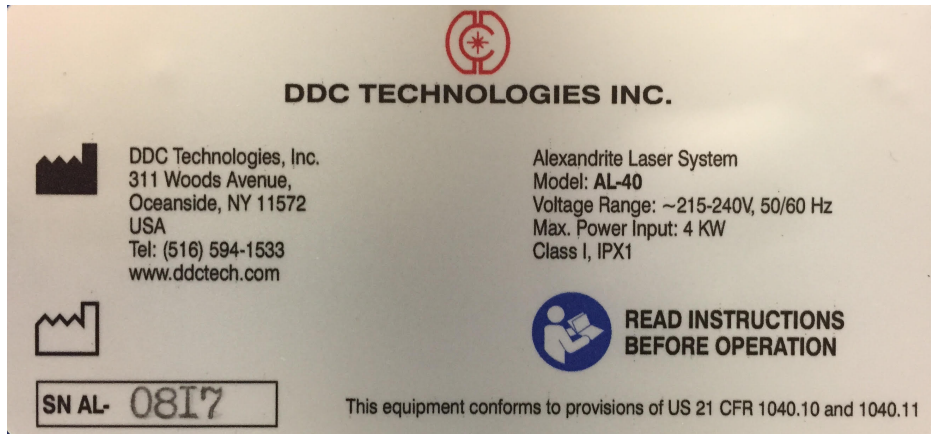 DDC TECHNOLOGIES INC.
DDC Technologies, Inc.
311 Woods Avenue,
Oceanside, NY 11572
USA
Tel: (516) 594-1533
www.ddctech.com
Alexandrite Laser System
Model: AL-40
Voltage Range: ~215-240V, 50/60 Hz
Max. Power Input: 4 KW
Class I, IPX1
READ INSTRUCTIONS
BEFORE OPERATION
SN AL- 08I7
This equipment conforms to provisions of US 21 CFR 1040.10 and 1040.11